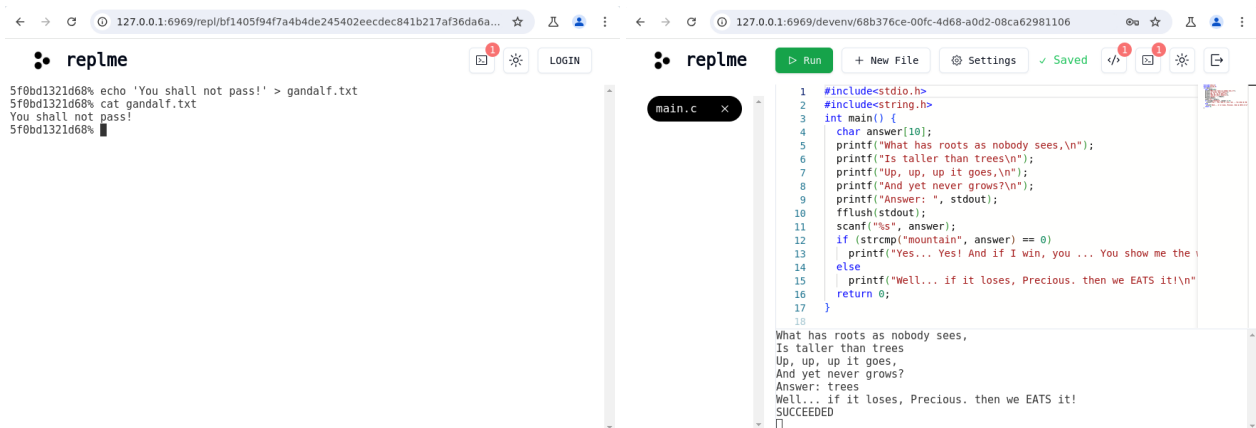 127.0.0.1:6969/repl/bf1405f94f7a4b4de245402eecdec841b217af36da6a...
replme
1
LOGIN
5f0bd1321d68% echo 'You shall not pass!' > gandalf.txt
5f0bd1321d68% cat gandalf.txt
You shall not pass!
5f0bd1321d68%
127.0.0.1:6969/devenv/68b376ce-00fc-4d68-a0d2-08ca62981106
replme
Run
+ New File
Settings
✓ Saved
</> 1
1
main.c ×
1 #include<stdio.h>
2 #include<string.h>
3 int main() {
4 char answer[10];
5 printf("What has roots as nobody sees,\n");
6 printf("Is taller than trees\n");
7 printf("Up, up, up it goes,\n");
8 printf("And yet never grows?\n");
9 printf("Answer: ", stdout);
10 fflush(stdout);
11 scanf("%s", answer);
12 if (strcmp("mountain", answer) == 0)
13 printf("Yes... Yes! And if I win, you ... You show me the
14 else
15 printf("Well... if it loses, Precious. then we EATS it!\n"
16 return 0;
17 }
18
What has roots as nobody sees,
Is taller than trees
Up, up, up it goes,
And yet never grows?
Answer: trees
Well... if it loses, Precious. then we EATS it!
SUCCEEDED